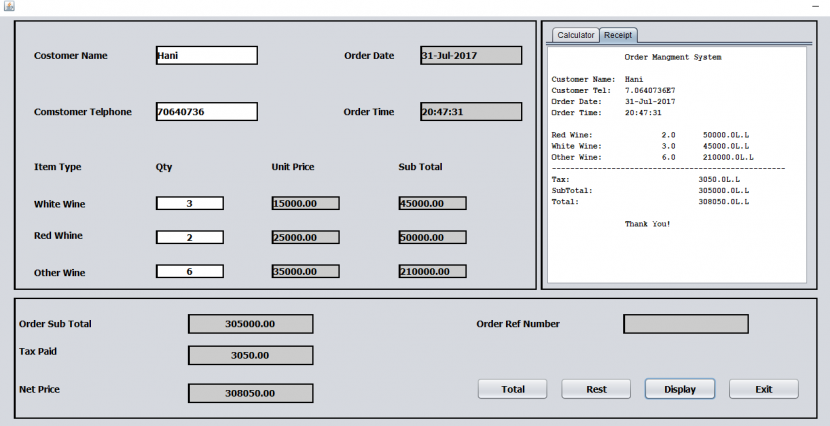 Costomer Name Hani Order Date 31-Jul-2017
Comstomer Telphone 70640736 Order Time 20:47:31
Item Type Qty Unit Price Sub Total
White Wine 3 15000.00 45000.00
Red Whine 2 25000.00 50000.00
Other Wine 6 35000.00 210000.00
Calculator Receipt
Order Mangment System
Customer Name: Hani
Customer Tel: 7.0640736E7
Order Date: 31-Jul-2017
Order Time: 20:47:31
Red Wine: 2.0 50000.0L.L
White Wine: 3.0 45000.0L.L
Other Wine: 6.0 210000.0L.L
--------------------------------------------------
Tax: 3050.0L.L
SubTotal: 305000.0L.L
Total: 308050.0L.L
Thank You!
Order Sub Total 305000.00 Order Ref Number
Tax Paid 3050.00
Net Price 308050.00 Total Rest Display Exit